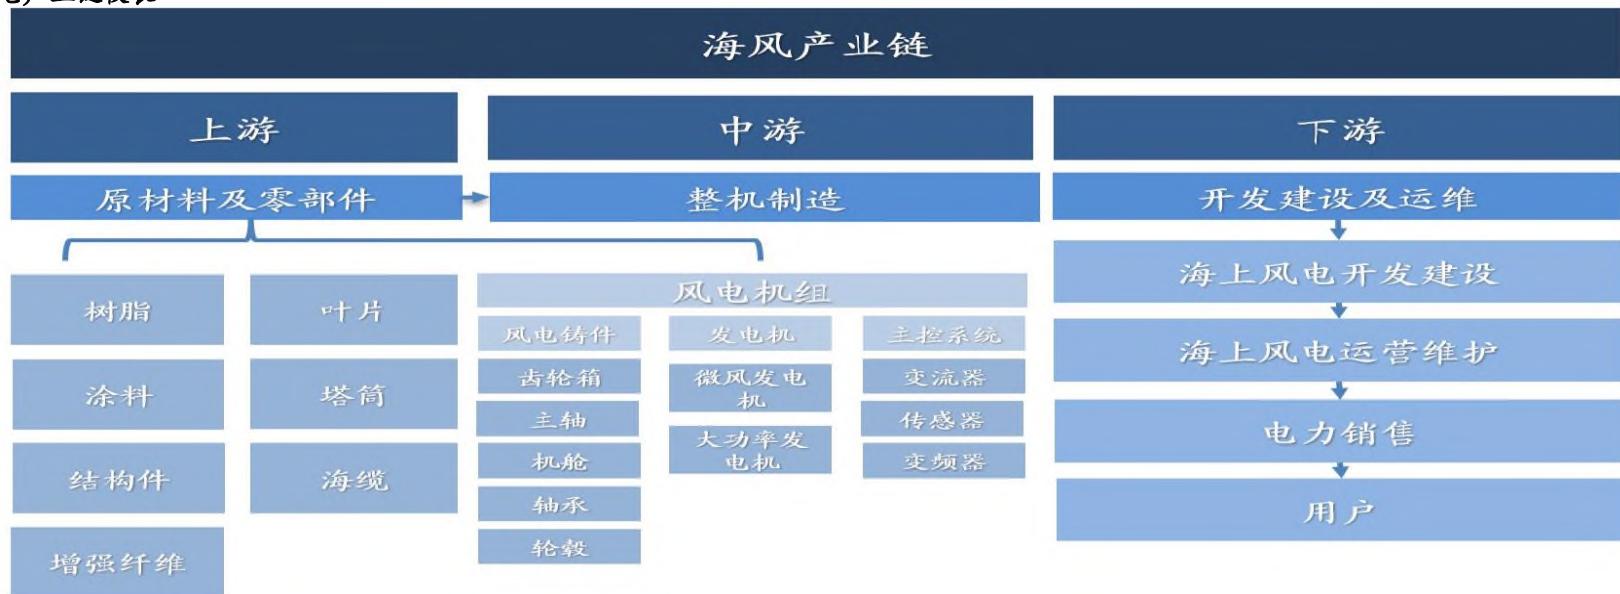 海风产业链
上游
中游
下游
原材料及零部件
整机制造
开发建设及运维
树脂
叶片
涂料
塔筒
结构件
海缆
增强纤维
风电机组
风电铸件
发电机
主控系统
齿轮箱
主轴
机舱
轴承
轮毂
微风发电
机
大功率发
电机
变流器
传感器
变频器
海上风电开发建设
海上风电运营维护
电力销售
用户